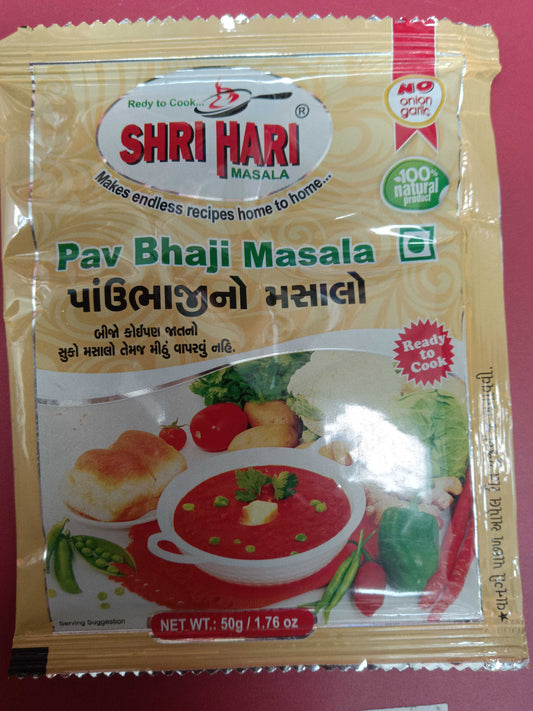 Redy to Cook...
SHRI HARI
®
MASALA
Makes endless recipes home to home...
NO
onion
garlic
100%
natural
product
Pav Bhaji Masala
પાંઉભાજીનો મસાલો
બીજો કોઈપણ જાતનો
સુકો મસાલો તેમજ મીઠું વાપરવું નહિ.
Ready
to
Cook
Serving Suggestion
NET WT.: 50g / 1.76 oz